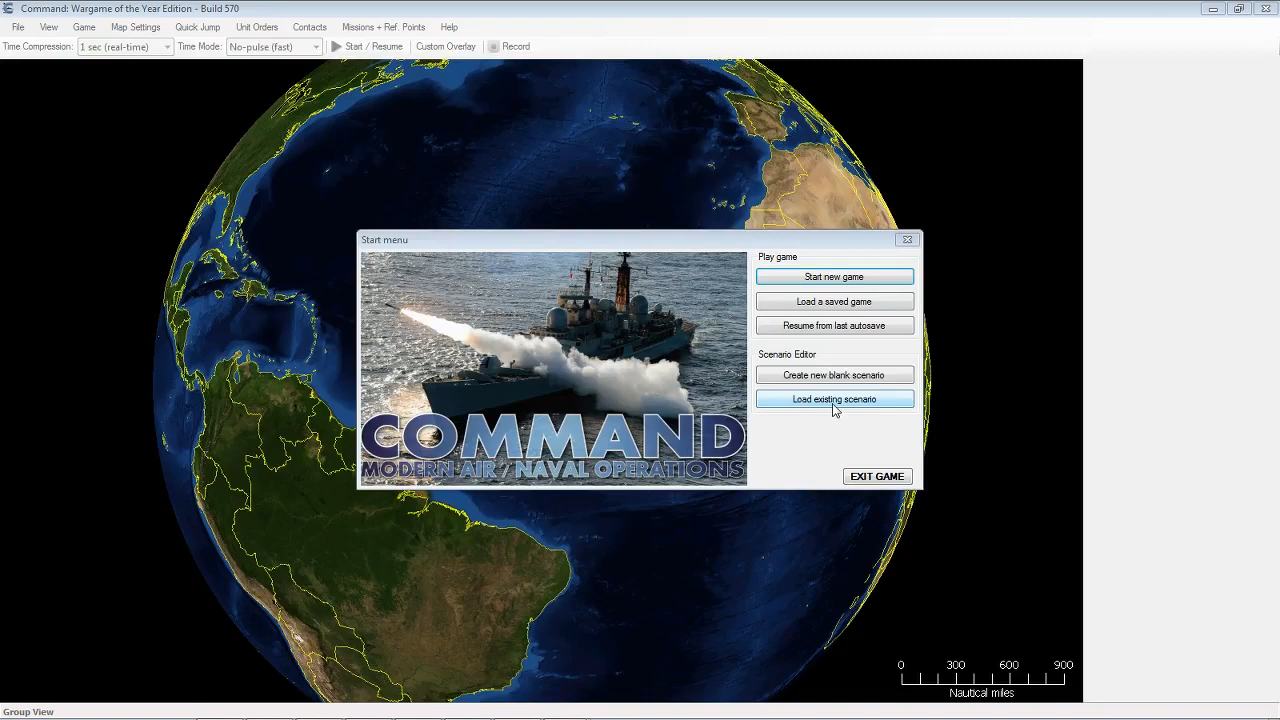 Command: Wargame of the Year Edition - Build 570
File View Game Map Settings Quick Jump Unit Orders Contacts Missions + Ref. Points Help
Time Compression: 1 sec (real-time) Time Mode: No-pulse (fast) Start / Resume Custom Overlay Record
Start menu
Play game
Start new game
Load a saved game
Resume from last autosave
Scenario Editor
Create new blank scenario
Load existing scenario
COMMAND
MODERN AIR / NAVAL OPERATIONS
EXIT GAME
0 300 600 900
Nautical miles
Group View